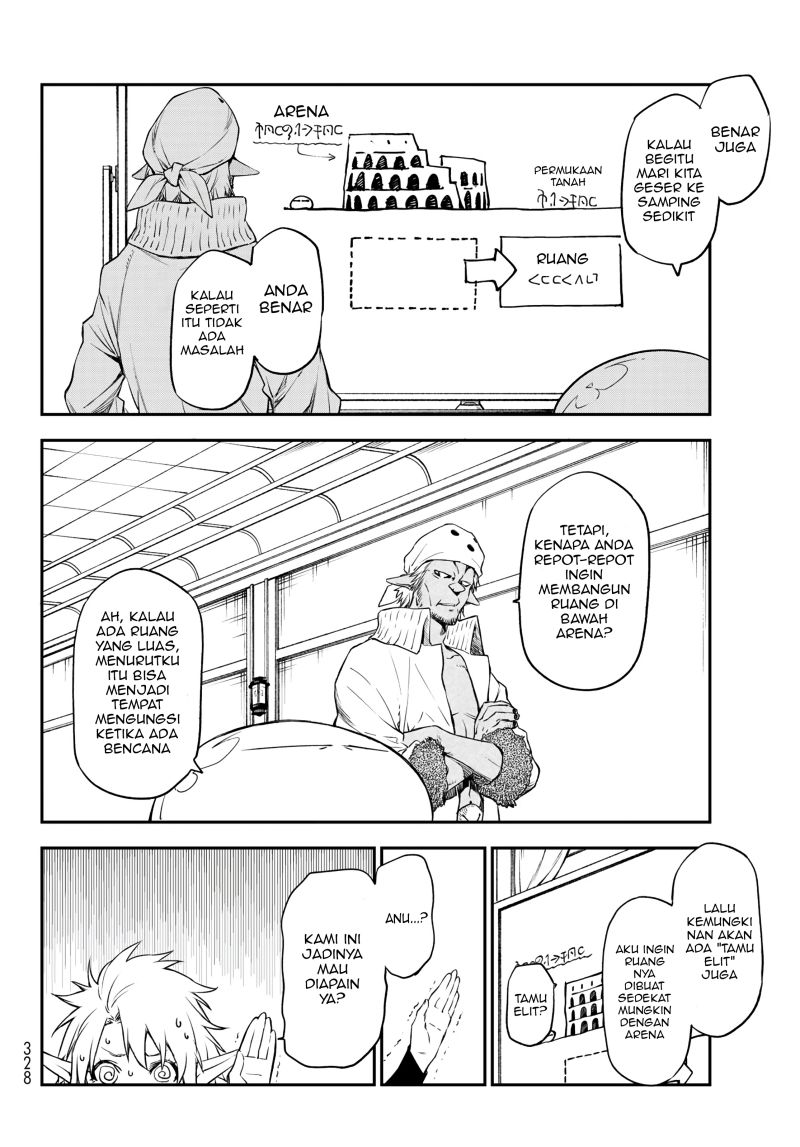 BENAR
JUGA
KALAU
BEGITU
MARI KITA
GESER KE
SAMPING
SEDIKIT
ARENA
PERMUKAAN
TANAH
RUANG
ANDA
BENAR
KALAU
SEPERTI
ITU TIDAK
ADA
MASALAH
TETAPI,
KENAPA ANDA
REPOT-REPOT
INGIN
MEMBANGUN
RUANG DI
BAWAH
ARENA?
AH, KALAU
ADA RUANG
YANG LUAS,
MENURUTKU
ITU BISA
MENJADI
TEMPAT
MENGUNGSI
KETIKA ADA
BENCANA
LALU
KEMUNGKI
NAN AKAN
ADA "TAMU
ELIT"
JUGA
AKU INGIN
RUANG
NYA
DIBUAT
SEDEKAT
MUNGKIN
DENGAN
ARENA
TAMU
ELIT?
ANU...?
KAMI INI
JADINYA
MAU
DIAPAIN
YA?
328